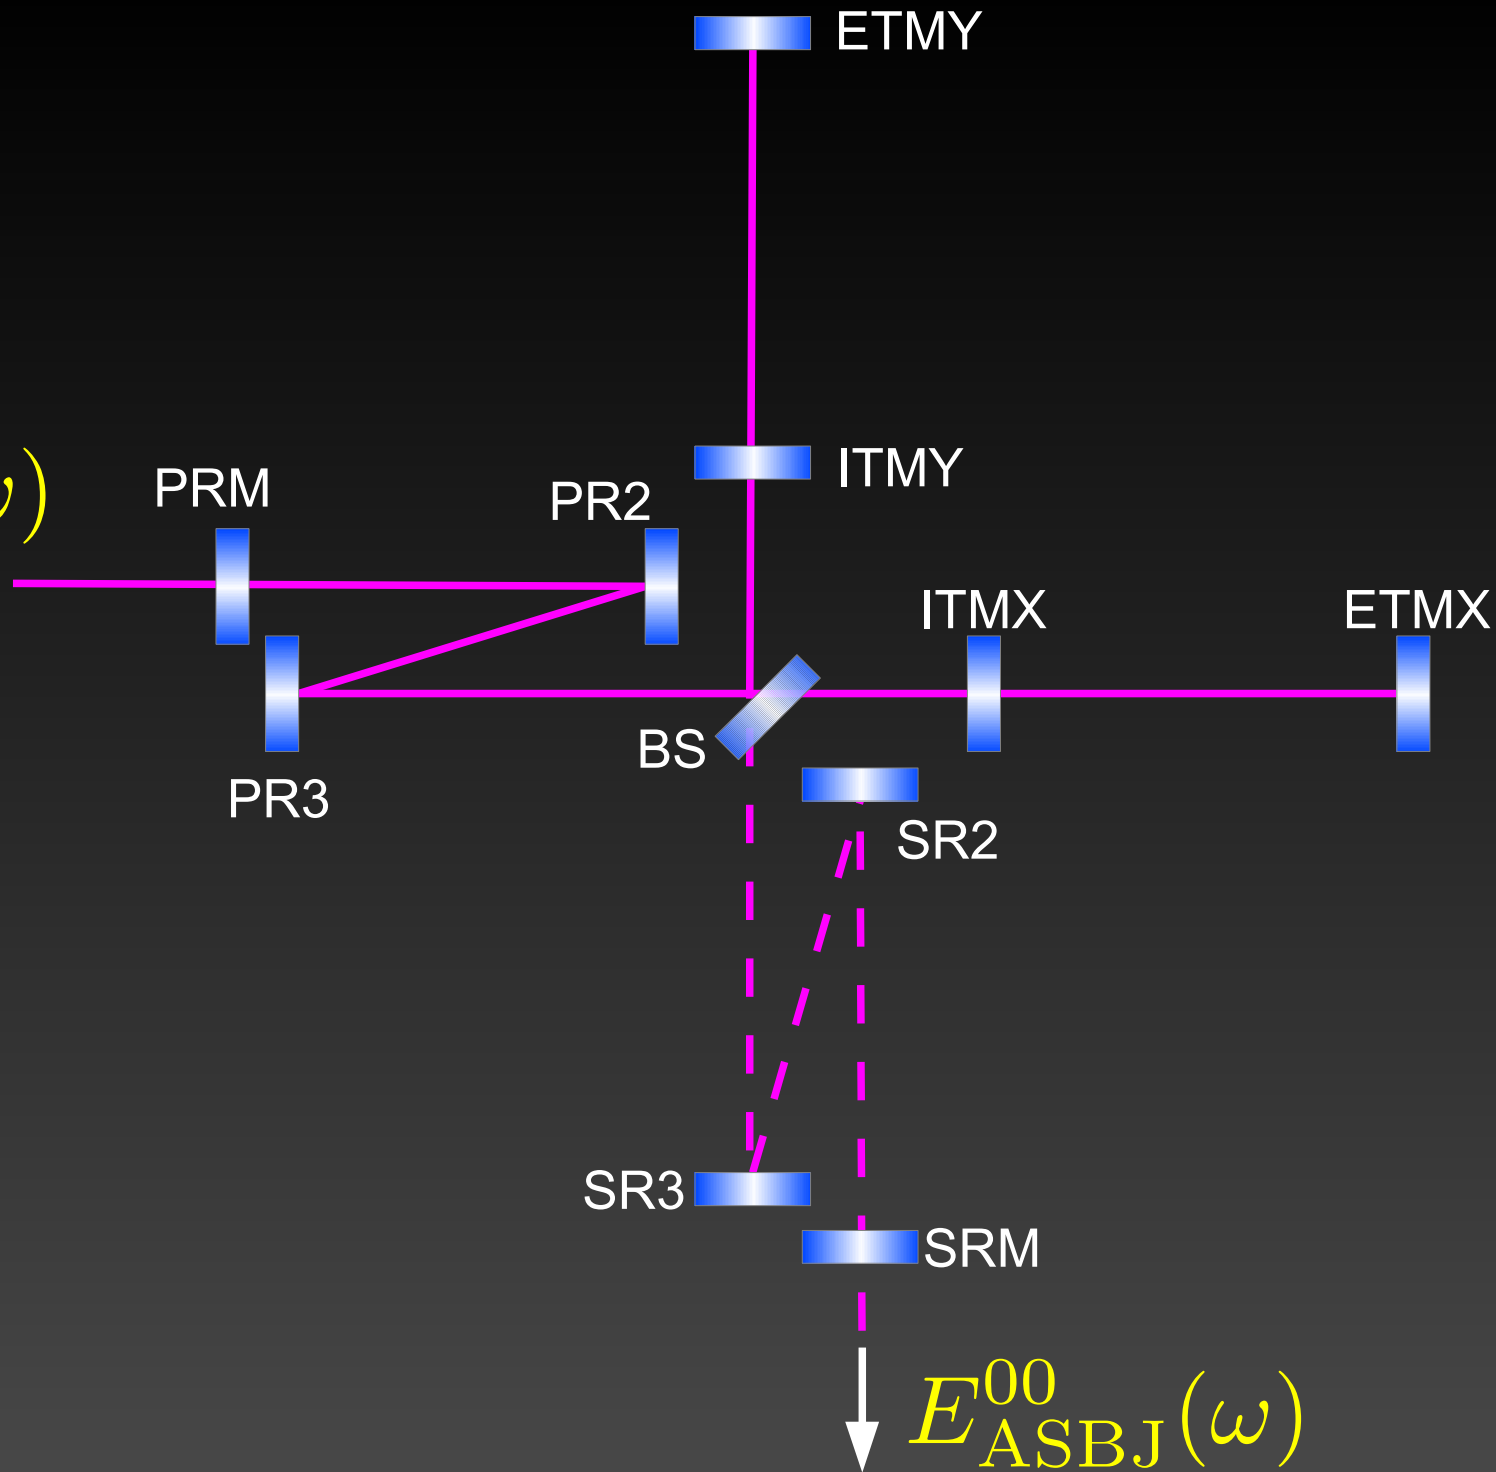 ETMY
ITMY
PRM
PR2
)
ITMX
ETMX
BS
PR3
SR2
SR3
SRM
E^{00}_{ASBJ}(ω)